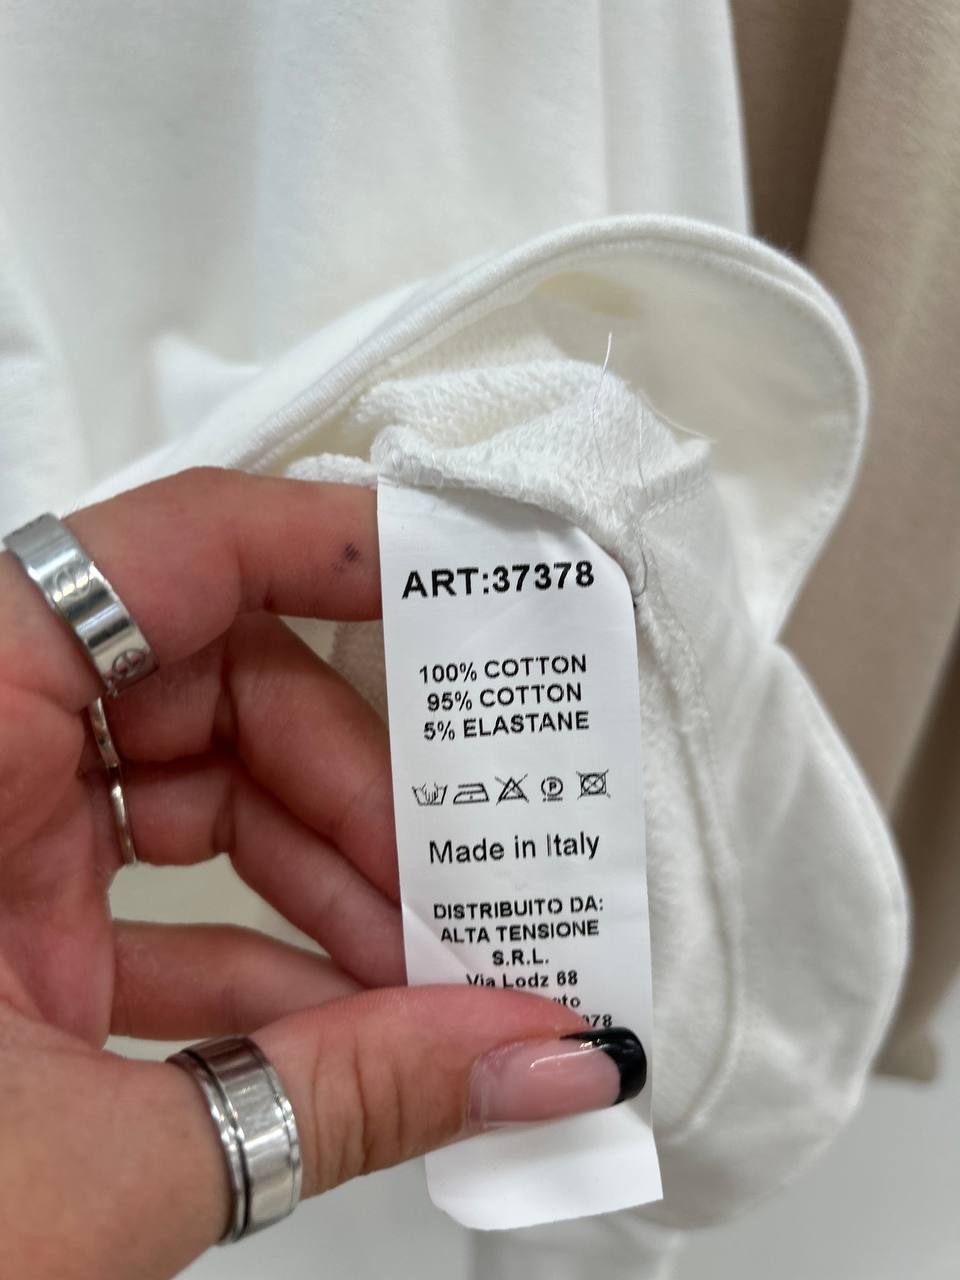 ART:37378
100% COTTON
95% COTTON
5% ELASTANE
Made in Italy
DISTRIBUITO DA:
ALTA TENSIONE
S.R.L.
Via Lodz 68